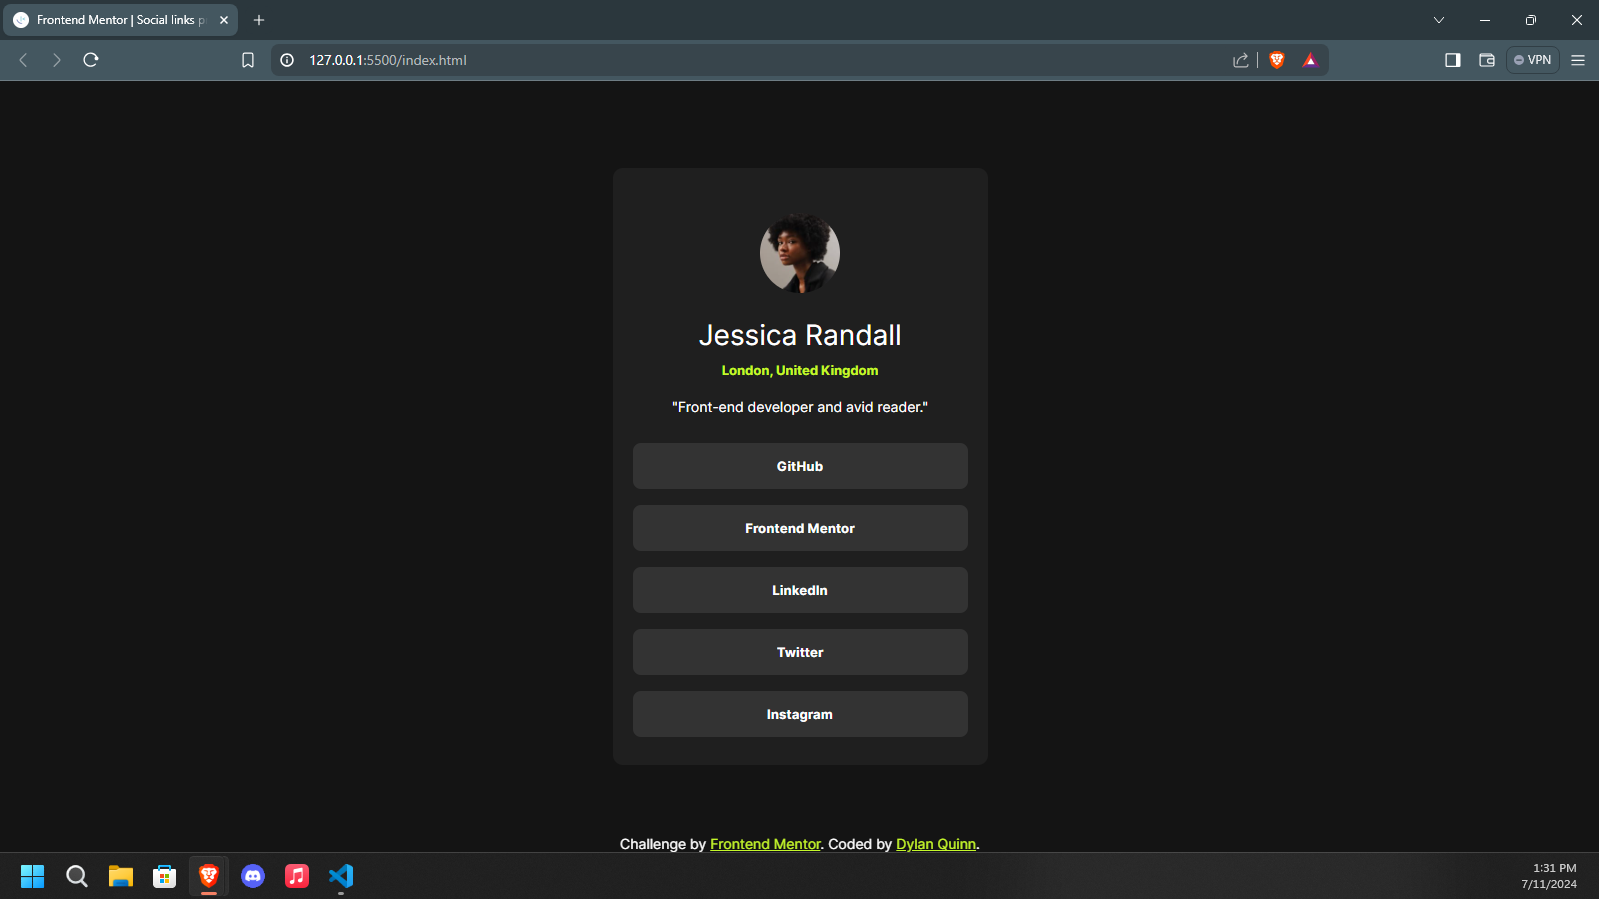 Frontend Mentor | Social links p
127.0.0.1:5500/index.html
VPN
Jessica Randall
London, United Kingdom
"Front-end developer and avid reader."
GitHub
Frontend Mentor
LinkedIn
Twitter
Instagram
Challenge by Frontend Mentor. Coded by Dylan Quinn.
1:31 PM
7/11/2024